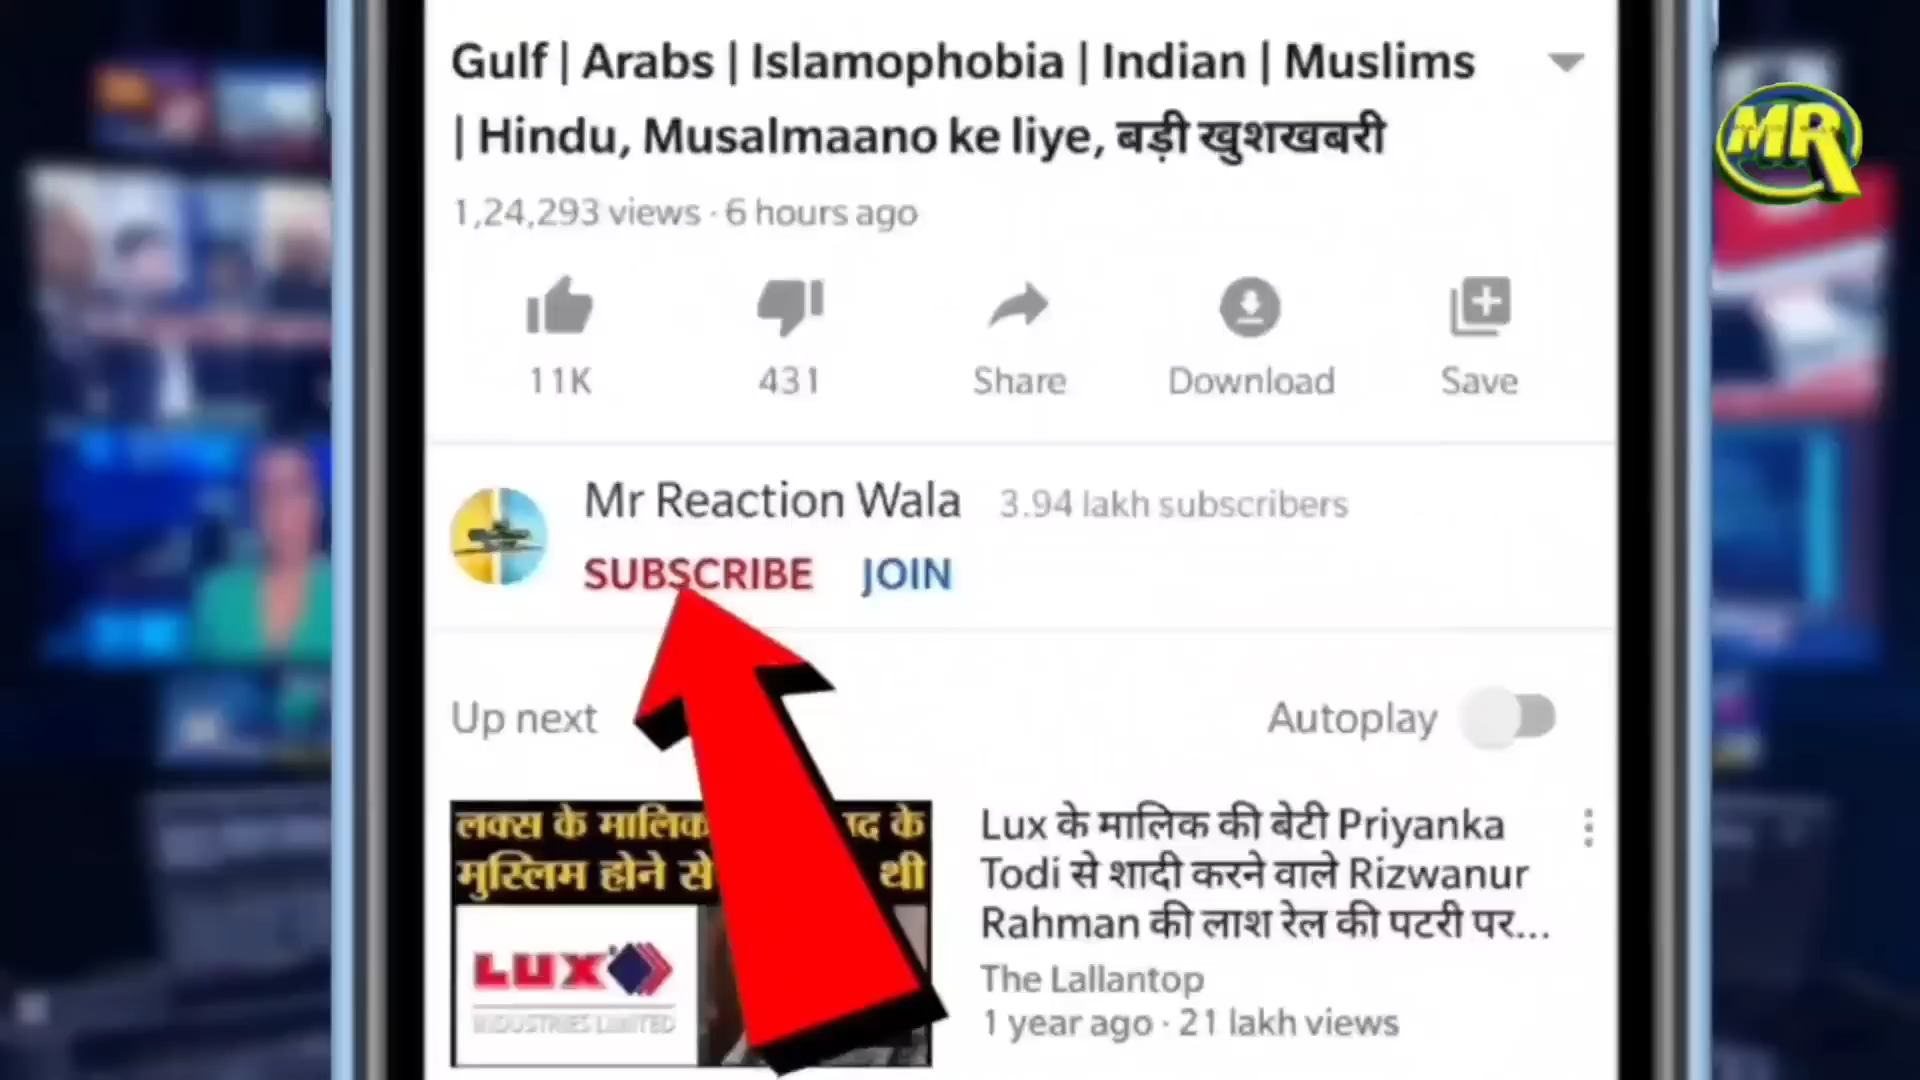 Gulf | Arabs | Islamophobia | Indian | Muslims
| Hindu, Musalmaano ke liye, बड़ी खुशखबरी
1,24,293 views · 6 hours ago
11K
431
Share
Download
Save
MR
Mr Reaction Wala 3.94 lakh subscribers
SUBSCRIBE JOIN
Up next
Autoplay
लक्स के मालिक द के
मुस्लिम होने से थी
LUX
INDUSTRIES LIMITED
Lux के मालिक की बेटी Priyanka
Todi से शादी करने वाले Rizwanur
Rahman की लाश रेल की पटरी पर...
The Lallantop
1 year ago · 21 lakh views